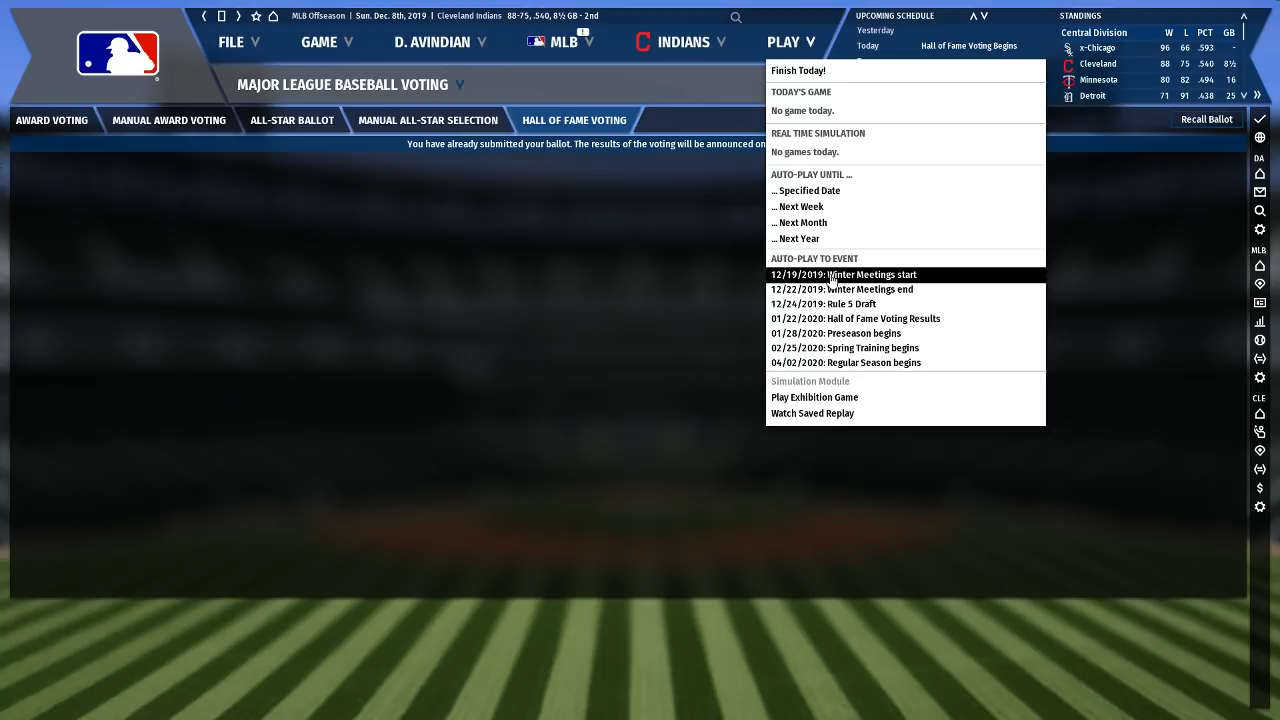 MLB Offseason | Sun. Dec. 8th, 2019 | Cleveland Indians 88-75, .540, 8½ GB - 2nd
FILE
GAME
D. AVINDIAN
MLB
!
INDIANS
PLAY
MAJOR LEAGUE BASEBALL VOTING
UPCOMING SCHEDULE
Yesterday
Today Hall of Fame Voting Begins
STANDINGS
Central Division W L PCT GB
x-Chicago 96 66 .593 -
Cleveland 88 75 .540 8½
Minnesota 80 82 .494 16
Detroit 71 91 .438 25
AWARD VOTING
MANUAL AWARD VOTING
ALL-STAR BALLOT
MANUAL ALL-STAR SELECTION
HALL OF FAME VOTING
Recall Ballot
You have already submitted your ballot. The results of the voting will be announced on
Finish Today!
TODAY'S GAME
No game today.
REAL TIME SIMULATION
No games today.
AUTO-PLAY UNTIL ...
... Specified Date
... Next Week
... Next Month
... Next Year
AUTO-PLAY TO EVENT
12/19/2019: Winter Meetings start
12/22/2019: Winter Meetings end
12/24/2019: Rule 5 Draft
01/22/2020: Hall of Fame Voting Results
01/28/2020: Preseason begins
02/25/2020: Spring Training begins
04/02/2020: Regular Season begins
Simulation Module
Play Exhibition Game
Watch Saved Replay
DA
MLB
CLE
$